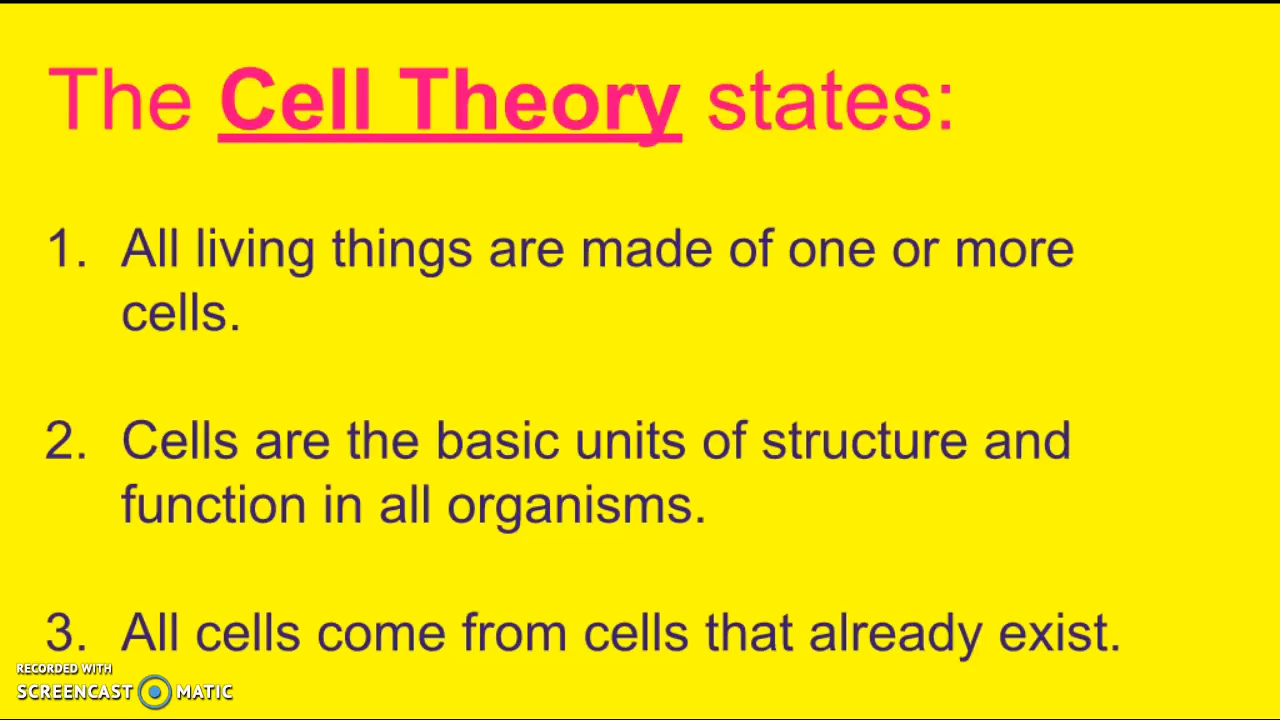 The Cell Theory states:
1. All living things are made of one or more
cells.
2. Cells are the basic units of structure and
function in all organisms.
3. All cells come from cells that already exist.
RECORDED WITH
SCREENCAST MATIC